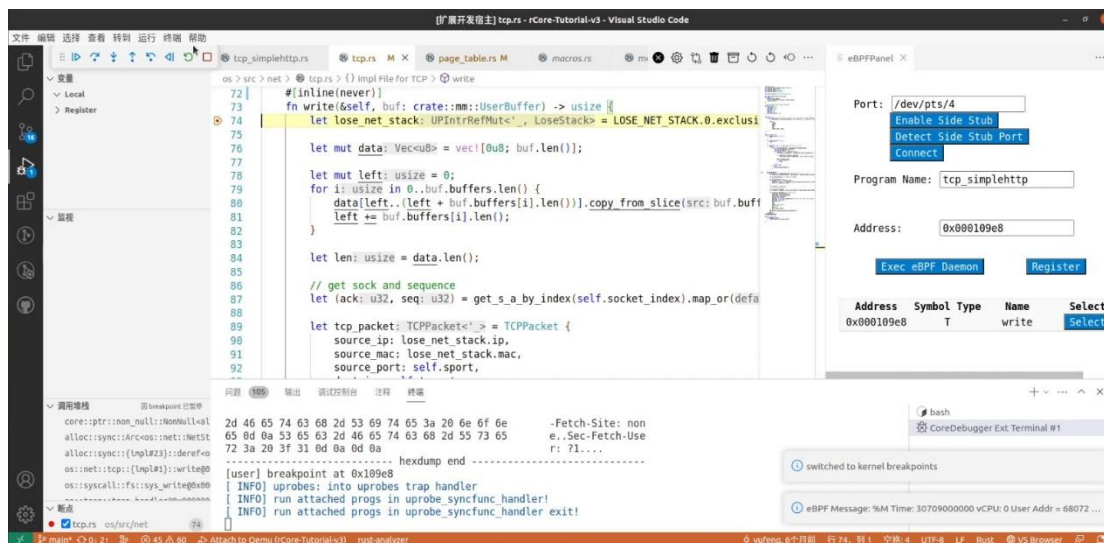 [扩展开发宿主] tcp.rs - rCore-Tutorial-v3 - Visual Studio Code
文件 编辑 选择 查看 转到 运行 终端 帮助
tcp_simplehttp.rs
tcp.rs M
page_table.rs M
macros.rs
eBPFPanel
变量
Local
Register
监视
os > src > net > tcp.rs > {} impl File for TCP > write
72 #[inline(never)]
73 fn write(&self, buf: crate::mm::UserBuffer) -> usize {
74 let lose_net_stack: UPIntrRefMut<'_, LoseStack> = LOSE_NET_STACK.0.exclusi
75
76 let mut data: Vec<u8> = vec![0u8; buf.len()];
77
78 let mut left: usize = 0;
79 for i: usize in 0..buf.buffers.len() {
80 data[left..(left + buf.buffers[i].len())].copy_from_slice(src: buf.buff
81 left += buf.buffers[i].len();
82 }
83
84 let len: usize = data.len();
85
86 // get sock and sequence
87 let (ack: u32, seq: u32) = get_s_a_by_index(self.socket_index).map_or(defa
88
89 let tcp_packet: TCPPacket<'_> = TCPPacket {
90 source_ip: lose_net_stack.ip,
91 source_mac: lose_net_stack.mac,
92 source_port: self.sport,
Port: /dev/pts/4
Enable Side Stub
Detect Side Stub Port
Connect
Program Name: tcp_simplehttp
Address: 0x000109e8
Exec eBPF Daemon Register
Address Symbol Type Name Select
0x000109e8 T write Select
调用堆栈 因 breakpoint 已暂停
core::ptr::non_null::NonNull<al
alloc::sync::Arc<os::net::NetSt
alloc::sync::{impl#23}::deref<o
os::net::tcp::{impl#1}::write@0
os::syscall::fs::sys_write@0x00
断点
tcp.rs os/src/net 74
问题 105 输出 调试控制台 注释 终端
2d 46 65 74 63 68 2d 53 69 74 65 3a 20 6e 6f 6e -Fetch-Site: non
65 0d 0a 53 65 63 2d 46 65 74 63 68 2d 55 73 65 e..Sec-Fetch-Use
72 3a 20 3f 31 0d 0a 0d 0a r: ?1....
---------------------------- hexdump end ----------------------------
[user] breakpoint at 0x109e8
[ INFO] uprobes: into uprobes trap handler
[ INFO] run attached progs in uprobe_syncfunc_handler!
[ INFO] run attached progs in uprobe_syncfunc_handler exit!
bash
CoreDebugger Ext Terminal #1
switched to kernel breakpoints
eBPF Message: %M Time: 30709000000 vCPU: 0 User Addr = 68072 ...
main* 0↓ 2↑ 45 60 Attach to Qemu (rCore-Tutorial-v3) rust-analyzer
yufeng, 6个月前 行 74, 列 1 空格: 4 UTF-8 LF Rust VS Browser